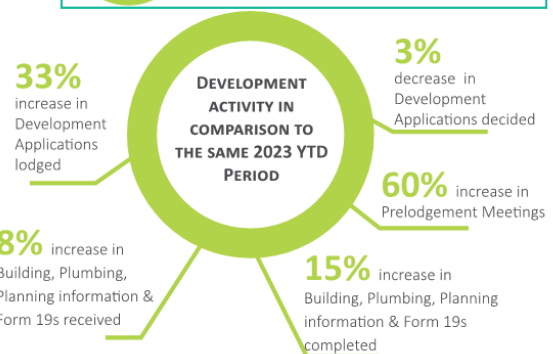 DEVELOPMENT
ACTIVITY IN
COMPARISON TO
THE SAME 2023 YTD
PERIOD
33%
increase in
Development
Applications
lodged
3%
decrease in
Development
Applications decided
60% increase in
Prelodgement Meetings
8% increase in
Building, Plumbing,
Planning information &
Form 19s received
15% increase in
Building, Plumbing, Planning
information & Form 19s
completed